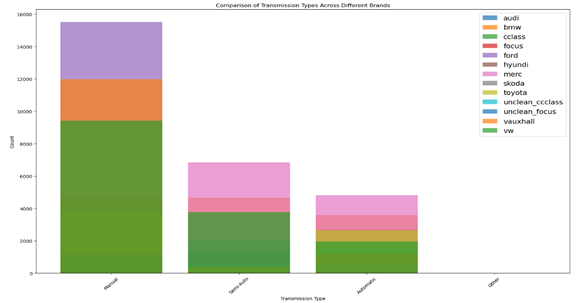 Comparison of Transmission Types Across Different Brands
16000
14000
12000
10000
8000
6000
4000
2000
0
Count
audi
bmw
cclass
focus
ford
hyundi
merc
skoda
toyota
unclean_ccclass
unclean_focus
vauxhall
vw
Manual
Semi-Auto
Automatic
Other
Transmission Type